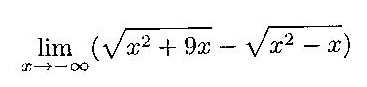 lim_{x→−∞} (√(x² + 9x) − √(x² − x))